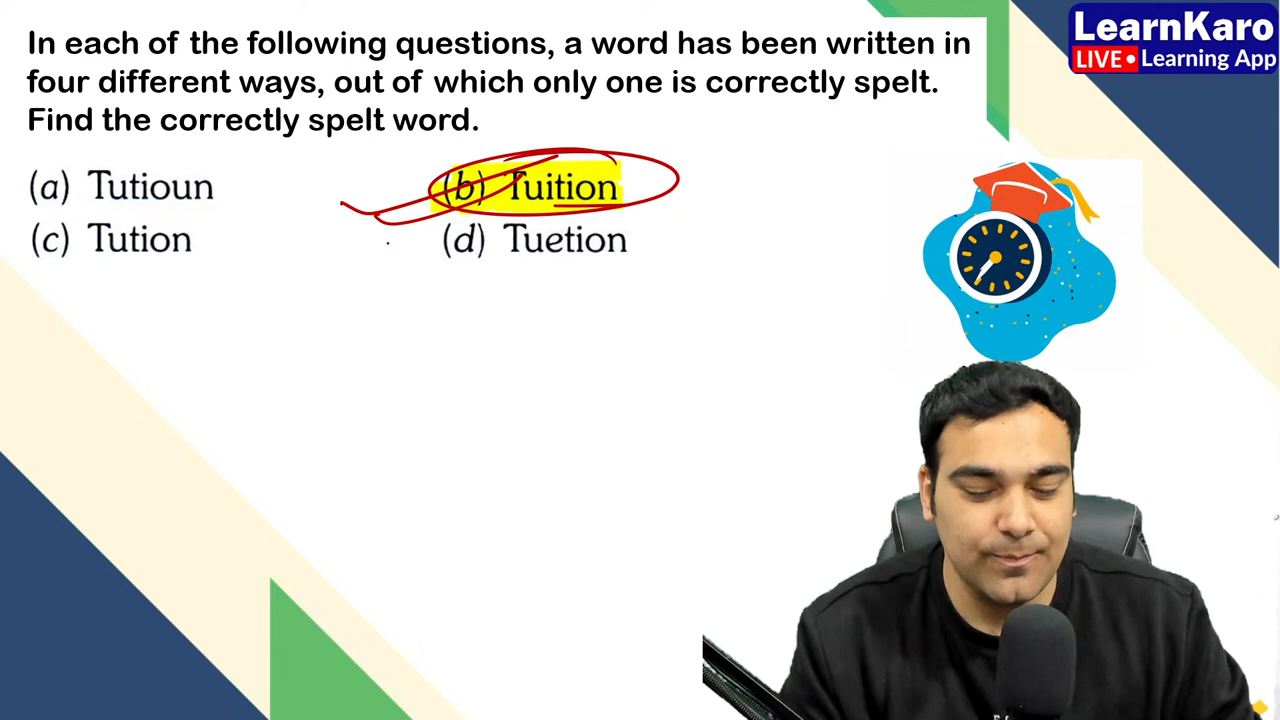 In each of the following questions, a word has been written in
four different ways, out of which only one is correctly spelt.
Find the correctly spelt word.
(a) Tutioun
(b) Tuition
(c) Tution
(d) Tuetion
LearnKaro
LIVE • Learning App